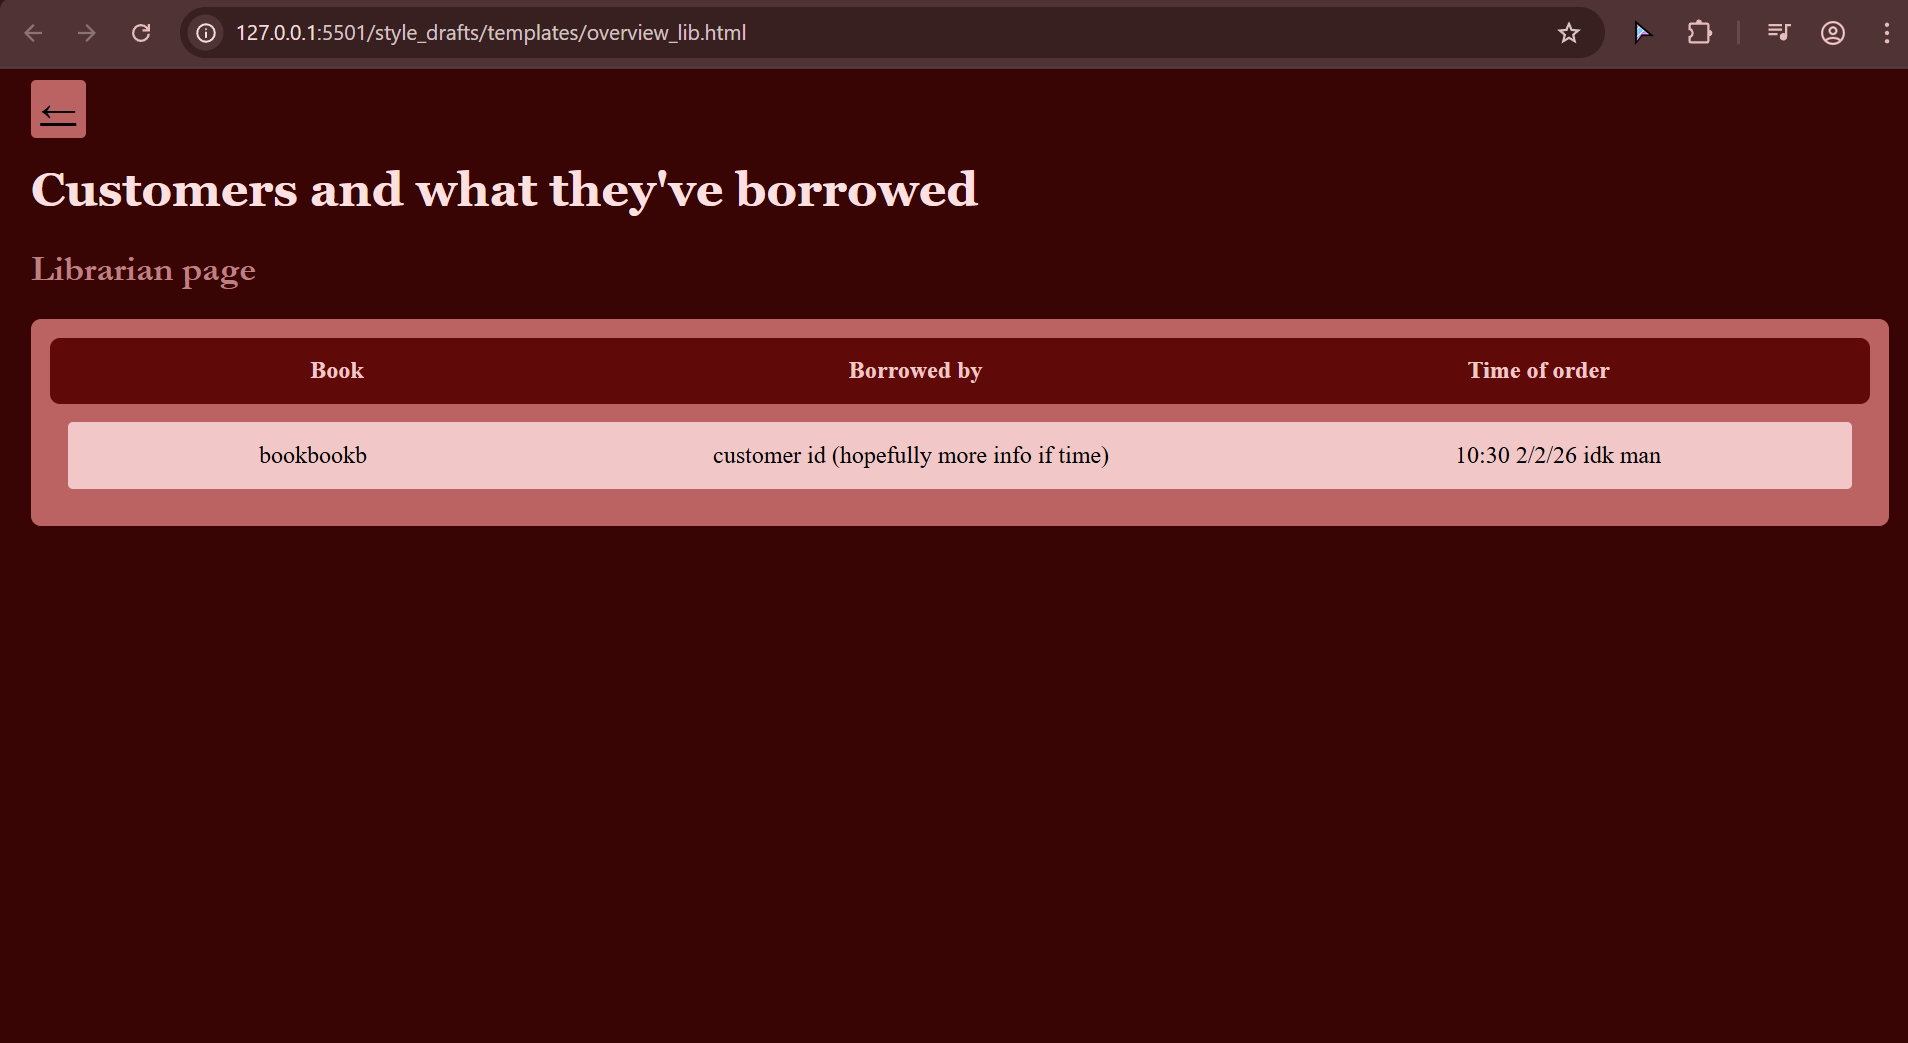 127.0.0.1:5501/style_drafts/templates/overview_lib.html
←
Customers and what they've borrowed
Librarian page
Book Borrowed by Time of order
bookbookb customer id (hopefully more info if time) 10:30 2/2/26 idk man